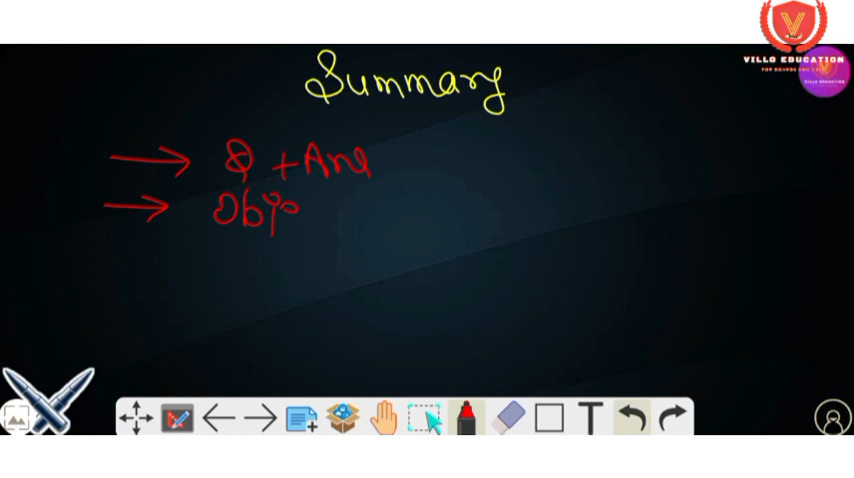 VILLO EDUCATION
Summary
→ Q + Ans
→ Obj.